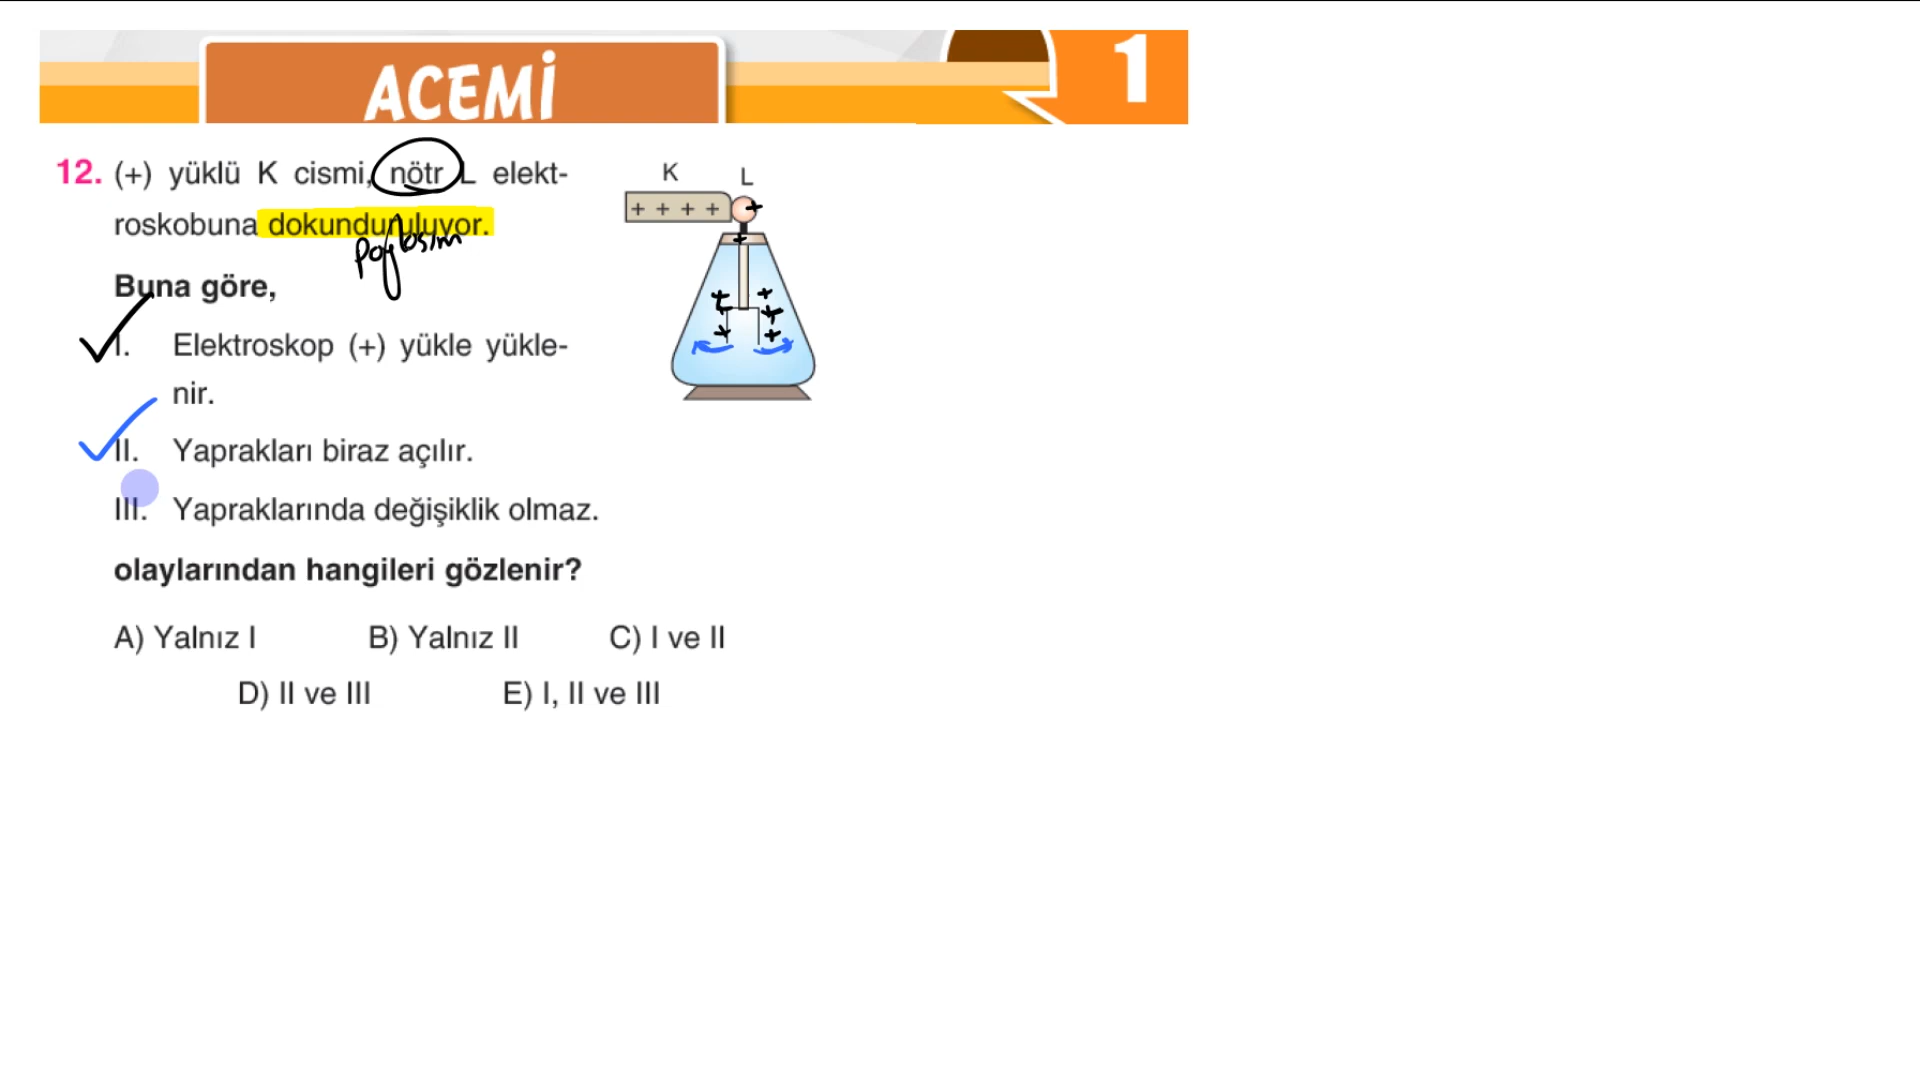 ACEMİ
1
12. (+) yüklü K cismi, nötr L elekt-
roskobuna dokunduruluyor.
paylaşım
Buna göre,
I. Elektroskop (+) yükle yükle-
nir.
II. Yaprakları biraz açılır.
III. Yapraklarında değişiklik olmaz.
olaylarından hangileri gözlenir?
A) Yalnız I B) Yalnız II C) I ve II
D) II ve III E) I, II ve III
K L
+ + + + +
+
+ +
+ +
+ +